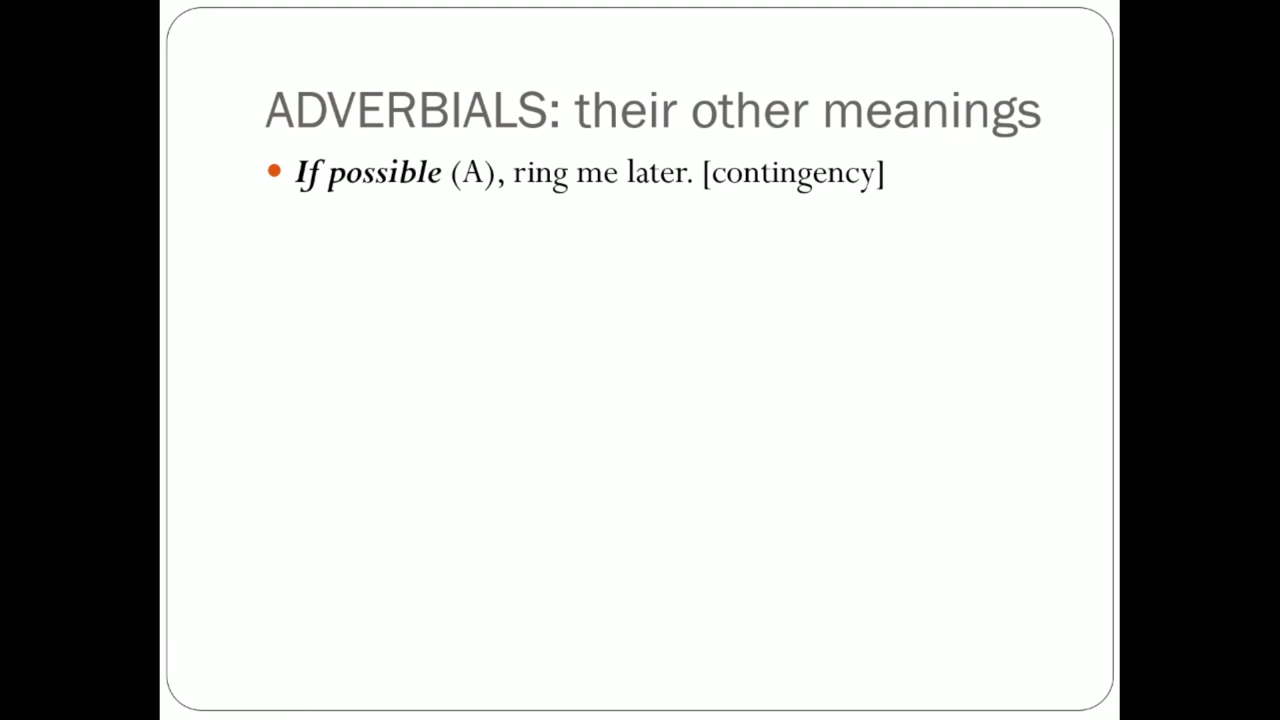 ADVERBIALS: their other meanings
• If possible (A), ring me later. [contingency]